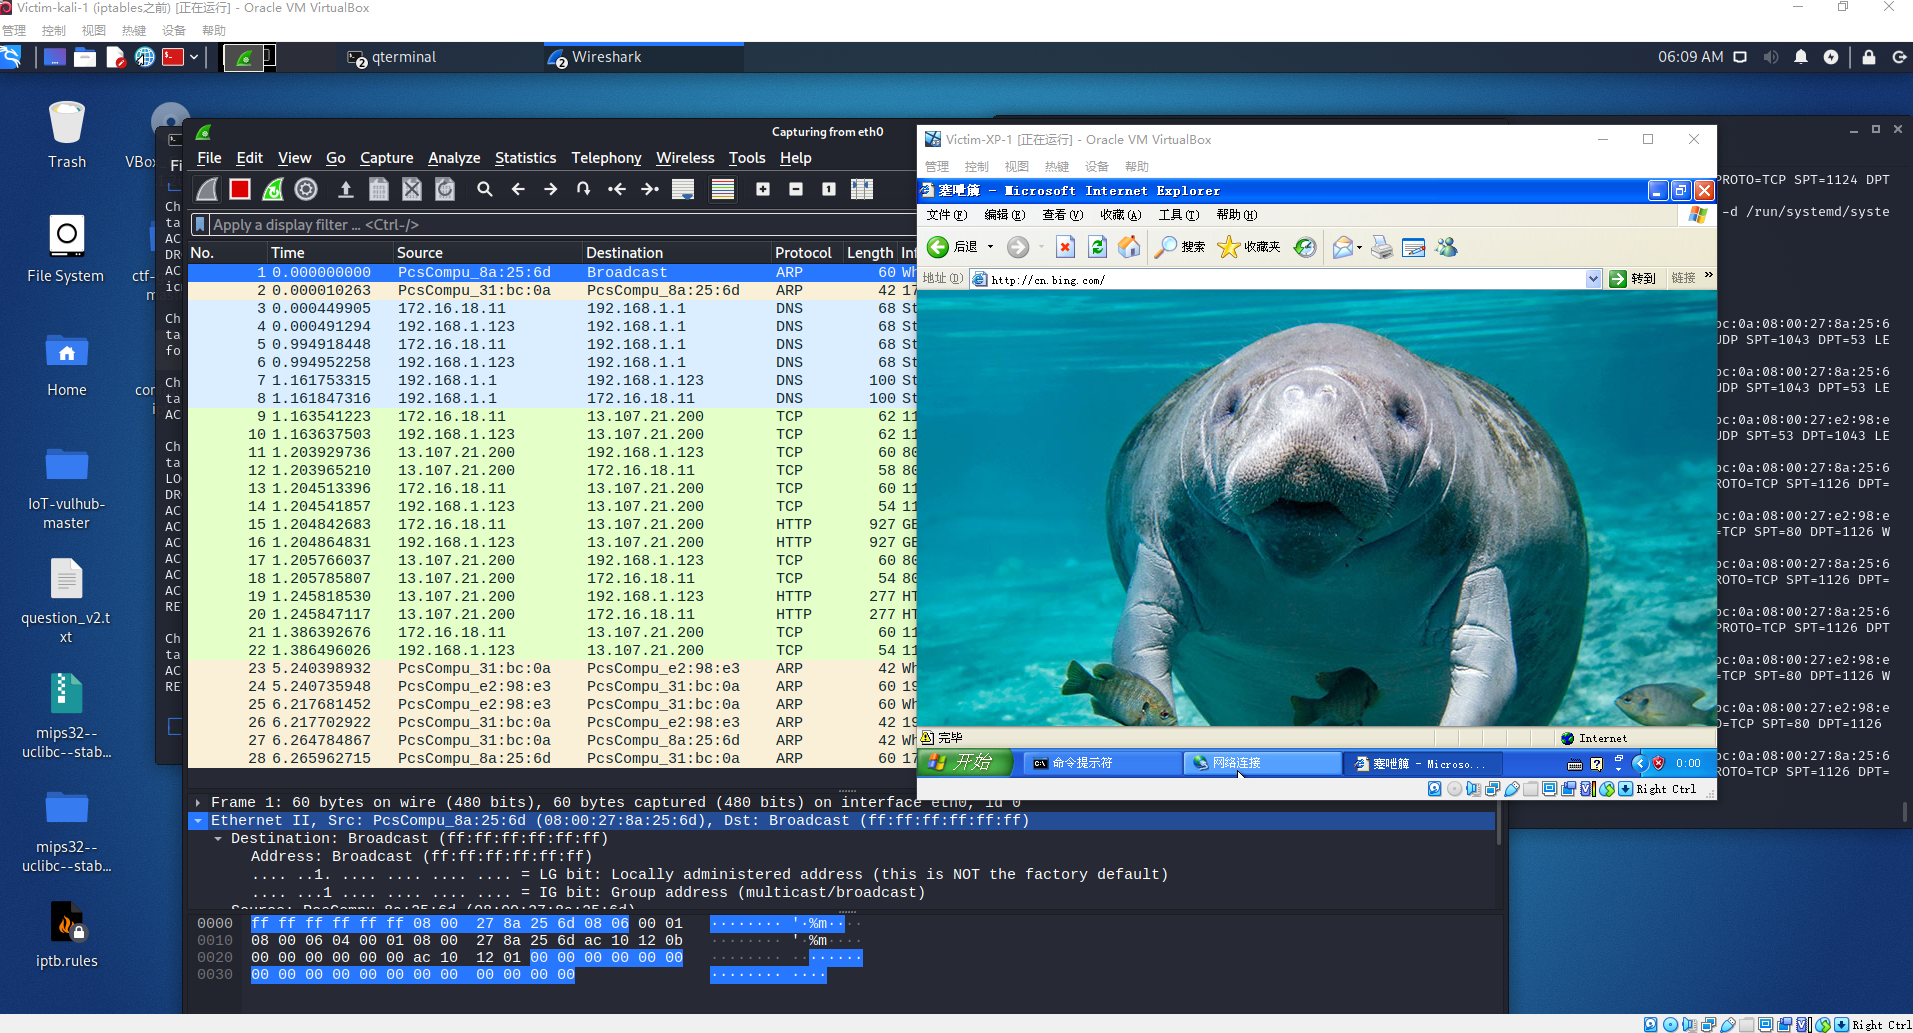 Victim-kali-1 (iptables之前) [正在运行] - Oracle VM VirtualBox
管理 控制 视图 热键 设备 帮助
qterminal
Wireshark
06:09 AM
Trash
File System
Home
IoT-vulhub-
master
question_v2.t
xt
mips32--
uclibc--stab...
mips32--
uclibc--stab...
iptb.rules
Capturing from eth0
File Edit View Go Capture Analyze Statistics Telephony Wireless Tools Help
Apply a display filter ... <Ctrl-/>
No. Time Source Destination Protocol Length
1 0.000000000 PcsCompu_8a:25:6d Broadcast ARP 60
2 0.000010263 PcsCompu_31:bc:0a PcsCompu_8a:25:6d ARP 42
3 0.000449905 172.16.18.11 192.168.1.1 DNS 68
4 0.000491294 192.168.1.123 192.168.1.1 DNS 68
5 0.994918448 172.16.18.11 192.168.1.1 DNS 68
6 0.994952258 192.168.1.123 192.168.1.1 DNS 68
7 1.161753315 192.168.1.1 192.168.1.123 DNS 100
8 1.161847316 192.168.1.1 172.16.18.11 DNS 100
9 1.163541223 172.16.18.11 13.107.21.200 TCP 62
10 1.163637503 192.168.1.123 13.107.21.200 TCP 62
11 1.203929736 13.107.21.200 192.168.1.123 TCP 60
12 1.203965210 13.107.21.200 172.16.18.11 TCP 58
13 1.204513396 172.16.18.11 13.107.21.200 TCP 60
14 1.204541857 192.168.1.123 13.107.21.200 TCP 54
15 1.204842683 172.16.18.11 13.107.21.200 HTTP 927
16 1.204864831 192.168.1.123 13.107.21.200 HTTP 927
17 1.205766037 13.107.21.200 192.168.1.123 TCP 60
18 1.205785807 13.107.21.200 172.16.18.11 TCP 54
19 1.245818530 13.107.21.200 192.168.1.123 HTTP 277
20 1.245847117 13.107.21.200 172.16.18.11 HTTP 277
21 1.386392676 172.16.18.11 13.107.21.200 TCP 60
22 1.386496026 192.168.1.123 13.107.21.200 TCP 54
23 5.240398932 PcsCompu_31:bc:0a PcsCompu_e2:98:e3 ARP 42
24 5.240735948 PcsCompu_e2:98:e3 PcsCompu_31:bc:0a ARP 60
25 6.217681452 PcsCompu_e2:98:e3 PcsCompu_31:bc:0a ARP 60
26 6.217702922 PcsCompu_31:bc:0a PcsCompu_e2:98:e3 ARP 42
27 6.264784867 PcsCompu_31:bc:0a PcsCompu_8a:25:6d ARP 42
28 6.265962715 PcsCompu_8a:25:6d PcsCompu_31:bc:0a ARP 60
Frame 1: 60 bytes on wire (480 bits), 60 bytes captured (480 bits) on interface eth0, id 0
Ethernet II, Src: PcsCompu_8a:25:6d (08:00:27:8a:25:6d), Dst: Broadcast (ff:ff:ff:ff:ff:ff)
Destination: Broadcast (ff:ff:ff:ff:ff:ff)
Address: Broadcast (ff:ff:ff:ff:ff:ff)
.... ..1. .... .... .... .... = LG bit: Locally administered address (this is NOT the factory default)
.... ...1 .... .... .... .... = IG bit: Group address (multicast/broadcast)
0000 ff ff ff ff ff ff 08 00 27 8a 25 6d 08 06 00 01 ········ '·%m····
0010 08 00 06 04 00 01 08 00 27 8a 25 6d ac 10 12 0b ········ '·%m····
0020 00 00 00 00 00 00 ac 10 12 01 00 00 00 00 00 00 ········ ········
0030 00 00 00 00 00 00 00 00 00 00 00 00 ········ ····
Victim-XP-1 [正在运行] - Oracle VM VirtualBox
管理 控制 视图 热键 设备 帮助
- Microsoft Internet Explorer
文件(F) 编辑(E) 查看(V) 收藏(A) 工具(T) 帮助(H)
后退 搜索 收藏夹
地址(D) http://cn.bing.com/ 转到 链接 »
完毕 Internet
开始 命令提示符 网络连接 - Microso... 0:00
Right Ctrl
PROTO=TCP SPT=1124 DPT
-d /run/systemd/syste
bc:0a:08:00:27:8a:25:6
UDP SPT=1043 DPT=53 LE
bc:0a:08:00:27:8a:25:6
UDP SPT=1043 DPT=53 LE
bc:0a:08:00:27:e2:98:e
UDP SPT=53 DPT=1043 LE
bc:0a:08:00:27:8a:25:6
ROTO=TCP SPT=1126 DPT=
bc:0a:08:00:27:e2:98:e
=TCP SPT=80 DPT=1126 W
bc:0a:08:00:27:8a:25:6
ROTO=TCP SPT=1126 DPT=
bc:0a:08:00:27:8a:25:6
PROTO=TCP SPT=1126 DPT
bc:0a:08:00:27:e2:98:e
=TCP SPT=80 DPT=1126 W
bc:0a:08:00:27:e2:98:e
O=TCP SPT=80 DPT=1126
bc:0a:08:00:27:8a:25:6
ROTO=TCP SPT=1126 DPT=
Right Ctrl